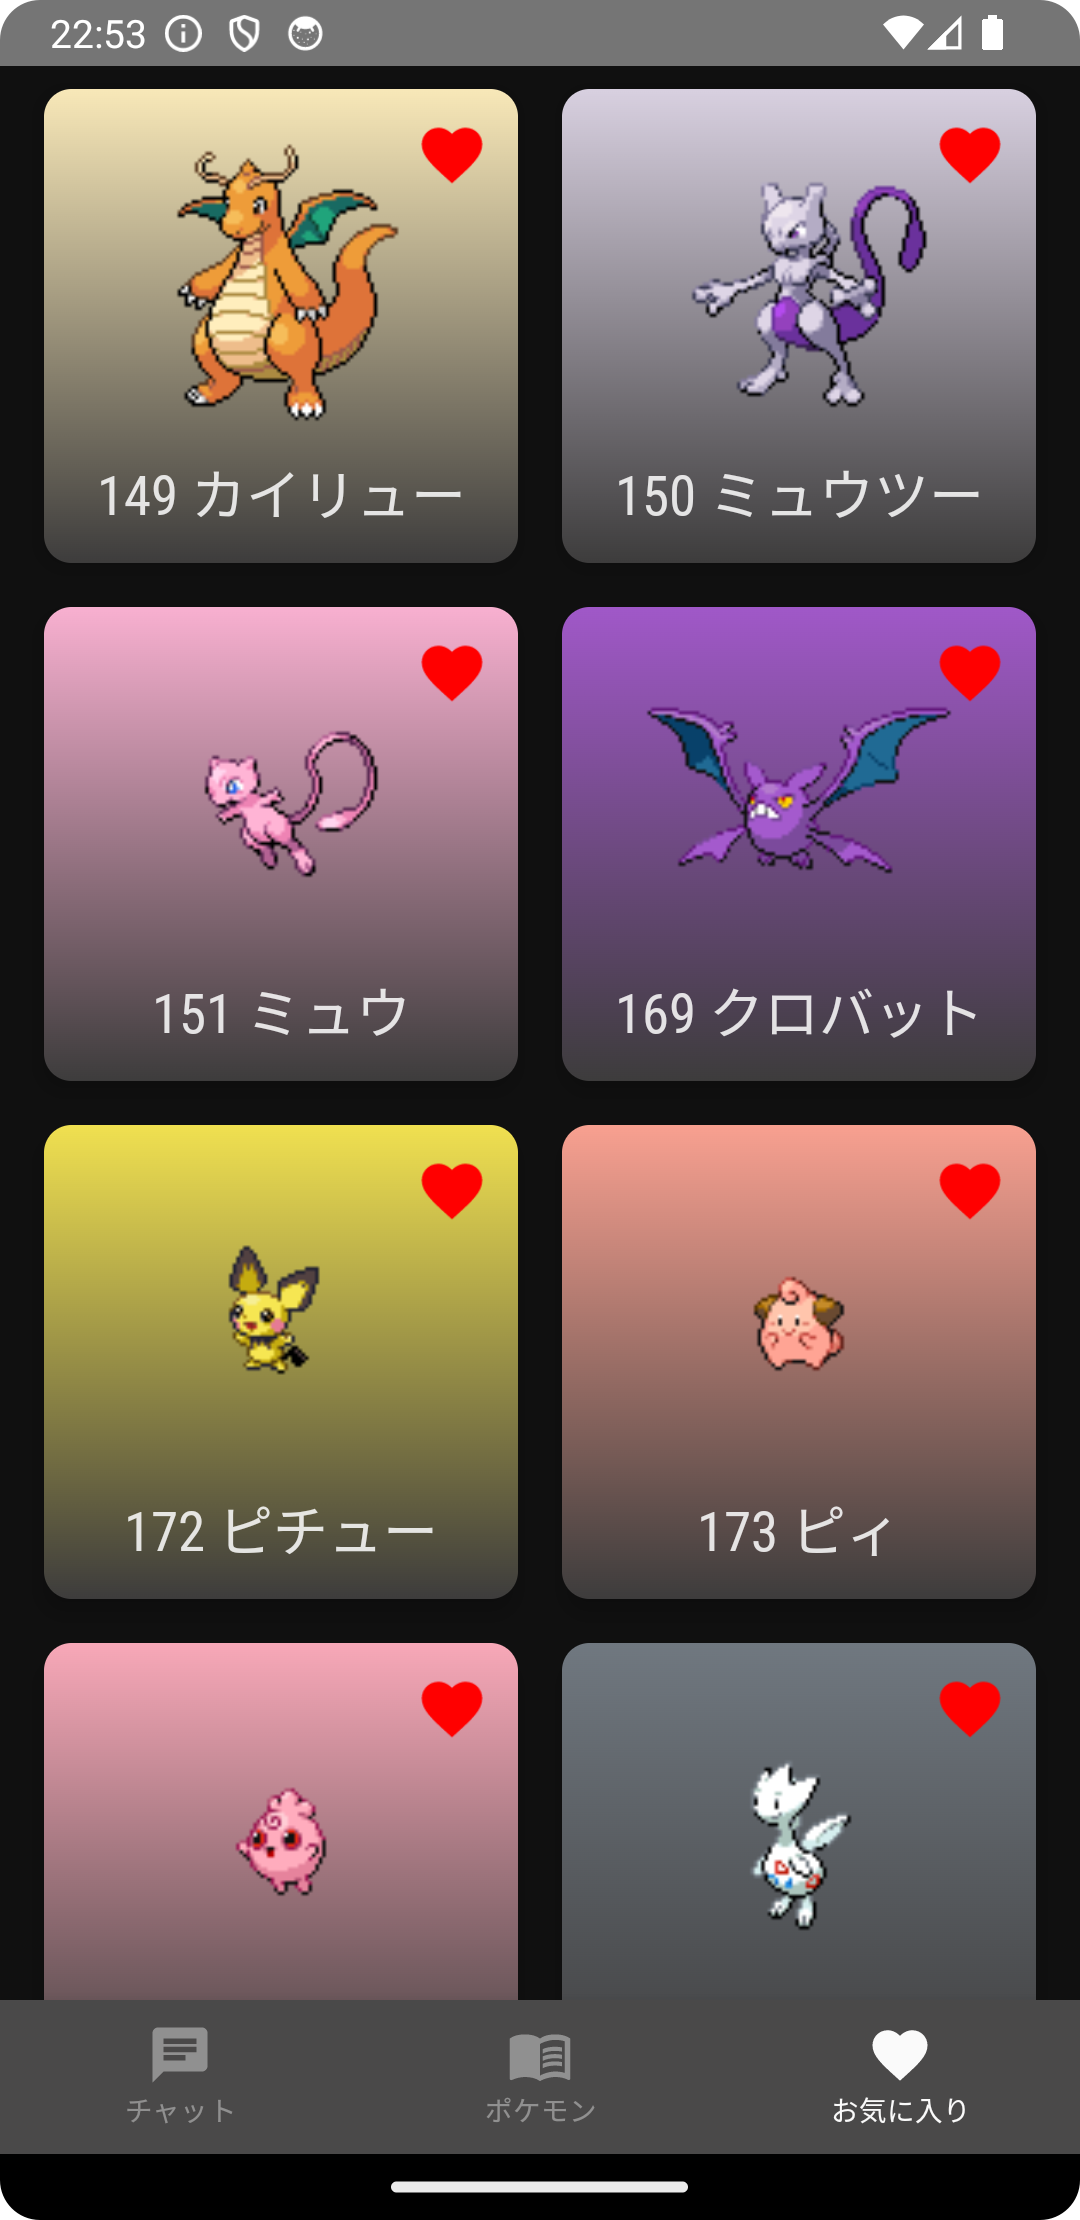 22:53
149 カイリュー
150 ミュウツー
151 ミュウ
169 クロバット
172 ピチュー
173 ピィ
チャット
ポケモン
お気に入り